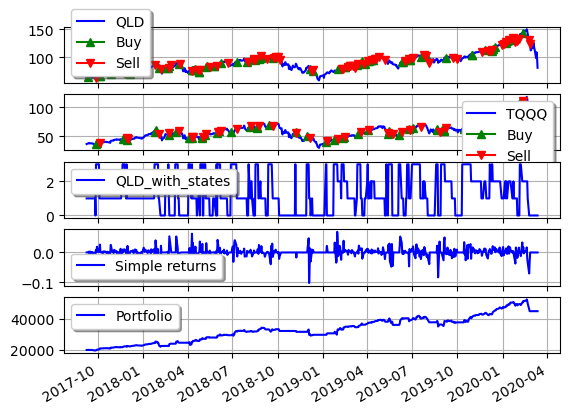 150
QLD
Buy
Sell
100
100
50
TQQQ
Buy
Sell
2
0
QLD_with_states
0.0
−0.1
Simple returns
40000
20000
Portfolio
2017-10 2018-01 2018-04 2018-07 2018-10 2019-01 2019-04 2019-07 2019-10 2020-01 2020-04